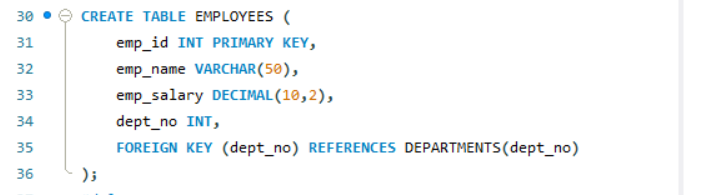 30 CREATE TABLE EMPLOYEES (
31 emp_id INT PRIMARY KEY,
32 emp_name VARCHAR(50),
33 emp_salary DECIMAL(10,2),
34 dept_no INT,
35 FOREIGN KEY (dept_no) REFERENCES DEPARTMENTS(dept_no)
36 );